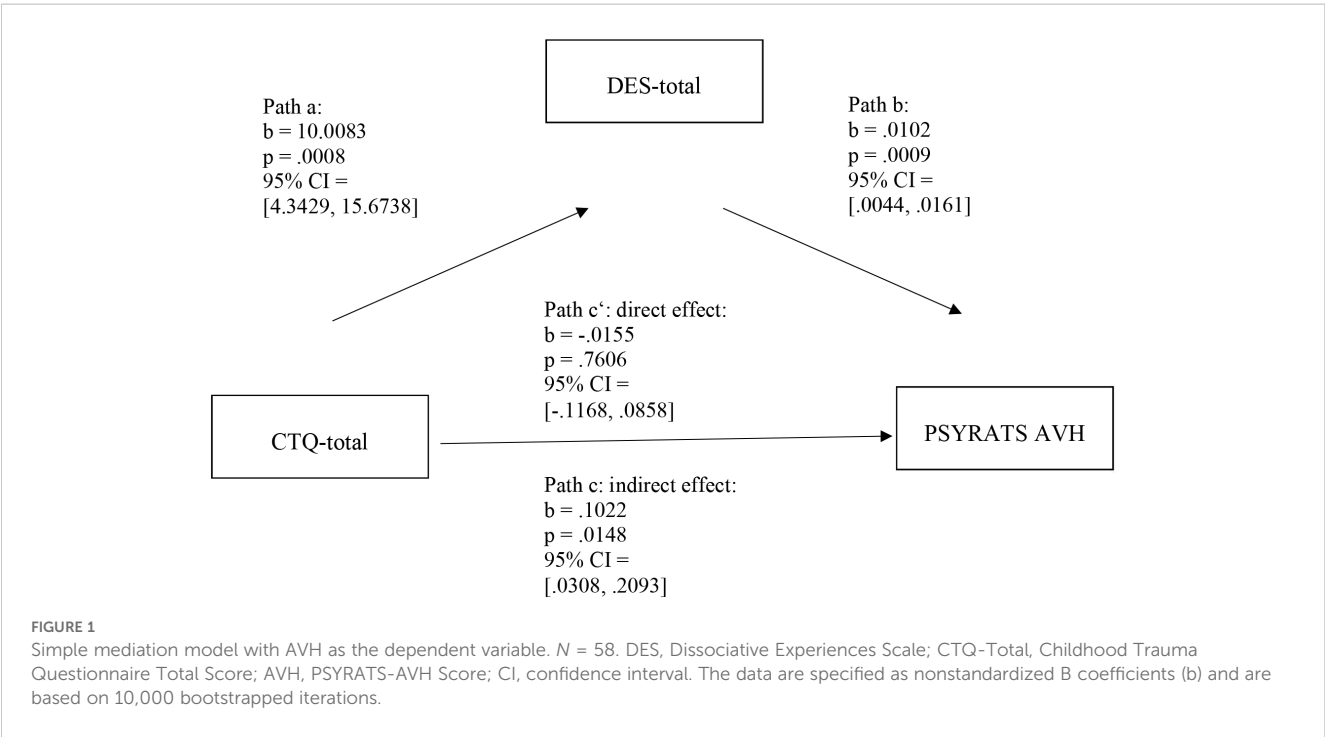 DES-total
Path a:
b = 10.0083
p = .0008
95% CI =
[4.3429, 15.6738]
Path b:
b = .0102
p = .0009
95% CI =
[.0044, .0161]
Path c‘: direct effect:
b = -.0155
p = .7606
95% CI =
[-.1168, .0858]
CTQ-total
PSYRATS AVH
Path c: indirect effect:
b = .1022
p = .0148
95% CI =
[.0308, .2093]
FIGURE 1
Simple mediation model with AVH as the dependent variable. N = 58. DES, Dissociative Experiences Scale; CTQ-Total, Childhood Trauma
Questionnaire Total Score; AVH, PSYRATS-AVH Score; CI, confidence interval. The data are specified as nonstandardized B coefficients (b) and are
based on 10,000 bootstrapped iterations.